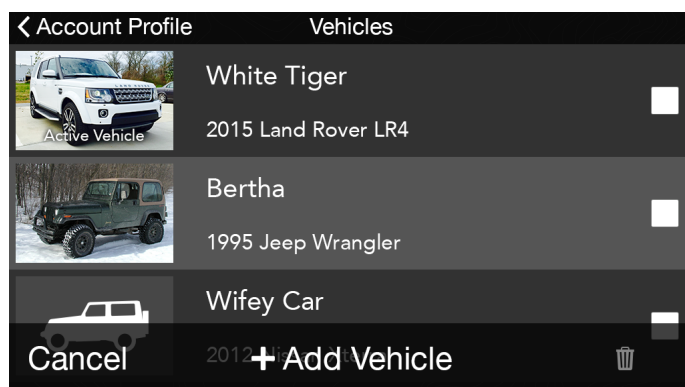 Account Profile
Vehicles
White Tiger
Active Vehicle
2015 Land Rover LR4
Bertha
1995 Jeep Wrangler
Wifey Car
2012
Cancel
+ Add Vehicle